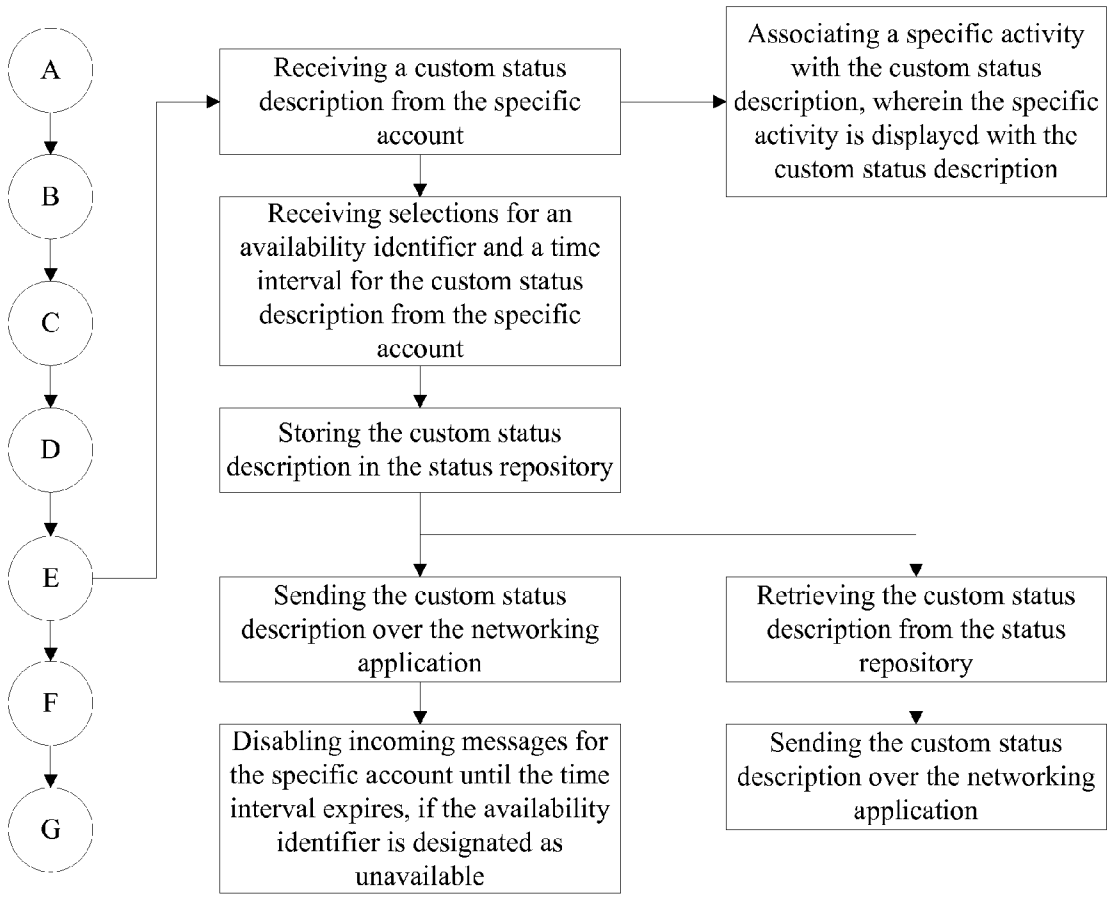 A
B
C
D
E
F
G
Receiving a custom status
description from the specific
account
Associating a specific activity
with the custom status
description, wherein the specific
activity is displayed with the
custom status description
Receiving selections for an
availability identifier and a time
interval for the custom status
description from the specific
account
Storing the custom status
description in the status repository
Sending the custom status
description over the networking
application
Disabling incoming messages for
the specific account until the time
interval expires, if the availability
identifier is designated as
unavailable
Retrieving the custom status
description from the status
repository
Sending the custom status
description over the networking
application